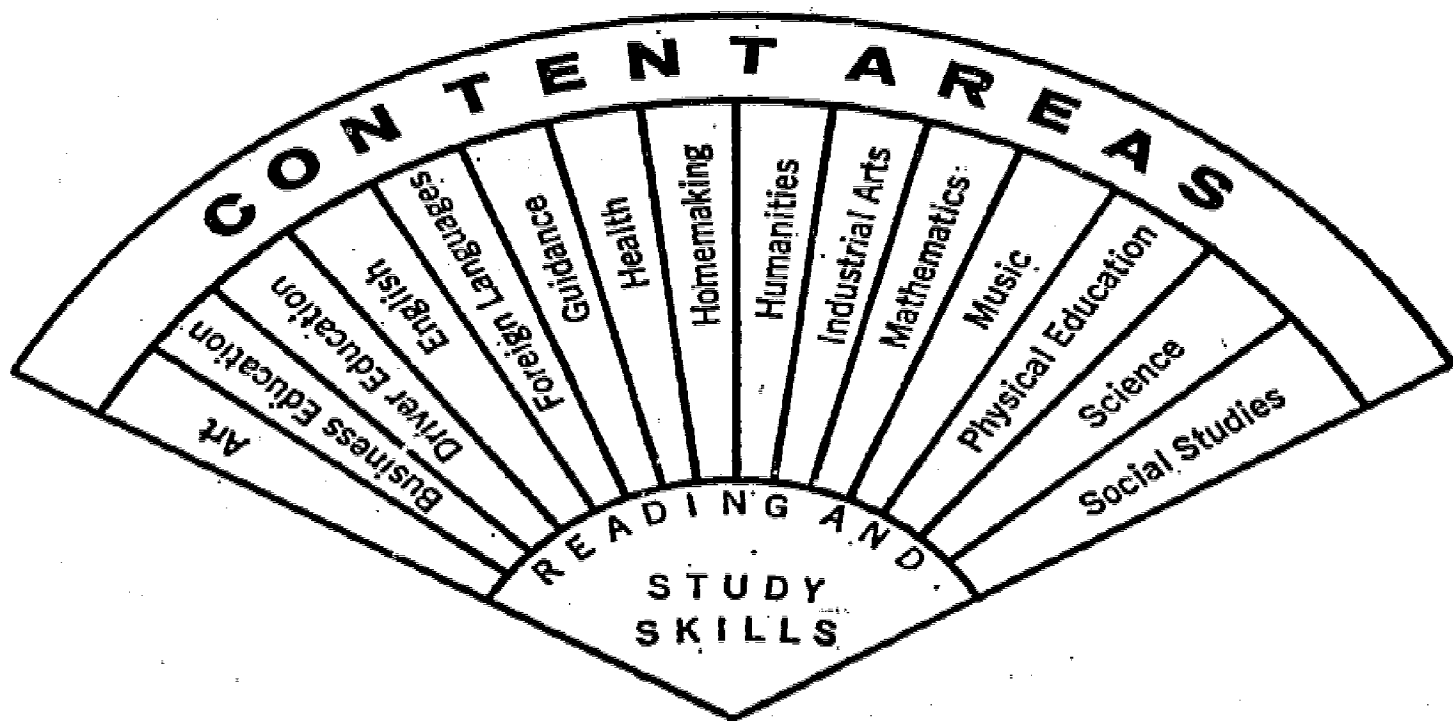 CONTENT AREAS
Art
Business Education
Driver Education
English
Foreign Languages
Guidance
Health
Homemaking
Humanities
Industrial Arts
Mathematics
Music
Physical Education
Science
Social Studies
READING AND
STUDY
SKILLS